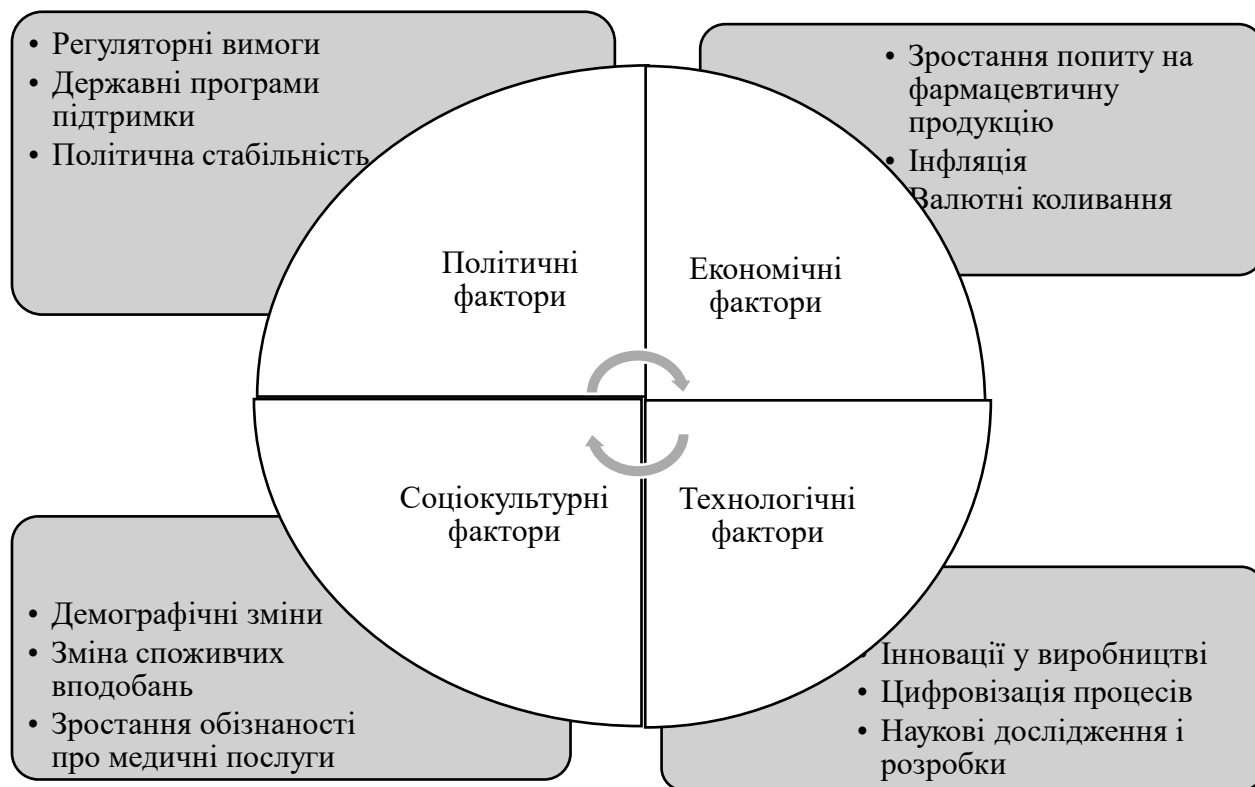 • Регуляторні вимоги
• Державні програми
підтримки
• Політична стабільність
• Зростання попиту на
фармацевтичну
продукцію
• Інфляція
Валютні коливання
Політичні
фактори
Економічні
фактори
Соціокультурні
фактори
Технологічні
фактори
• Демографічні зміни
• Зміна споживчих
вподобань
• Зростання обізнаності
про медичні послуги
• Інновації у виробництві
• Цифровізація процесів
• Наукові дослідження і
розробки